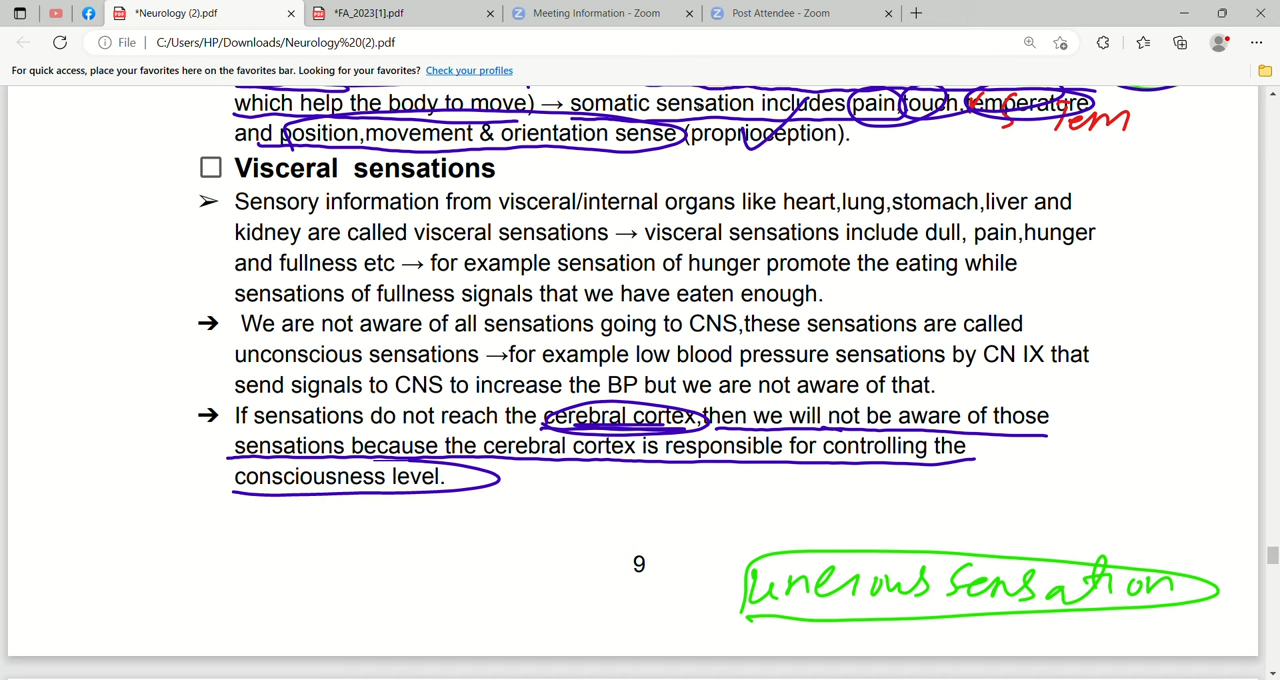 *Neurology (2).pdf
*FA_2023[1].pdf
Meeting Information - Zoom
Post Attendee - Zoom
File
C:/Users/HP/Downloads/Neurology%20(2).pdf
For quick access, place your favorites here on the favorites bar. Looking for your favorites? Check your profiles
which help the body to move) → somatic sensation includes pain,touch,temperature
S Tem
and position,movement & orientation sense (proprioception).
Visceral sensations
➢ Sensory information from visceral/internal organs like heart,lung,stomach,liver and
kidney are called visceral sensations → visceral sensations include dull, pain,hunger
and fullness etc → for example sensation of hunger promote the eating while
sensations of fullness signals that we have eaten enough.
➔ We are not aware of all sensations going to CNS,these sensations are called
unconscious sensations →for example low blood pressure sensations by CN IX that
send signals to CNS to increase the BP but we are not aware of that.
➔ If sensations do not reach the cerebral cortex,then we will not be aware of those
sensations because the cerebral cortex is responsible for controlling the
consciousness level.
9
sensation